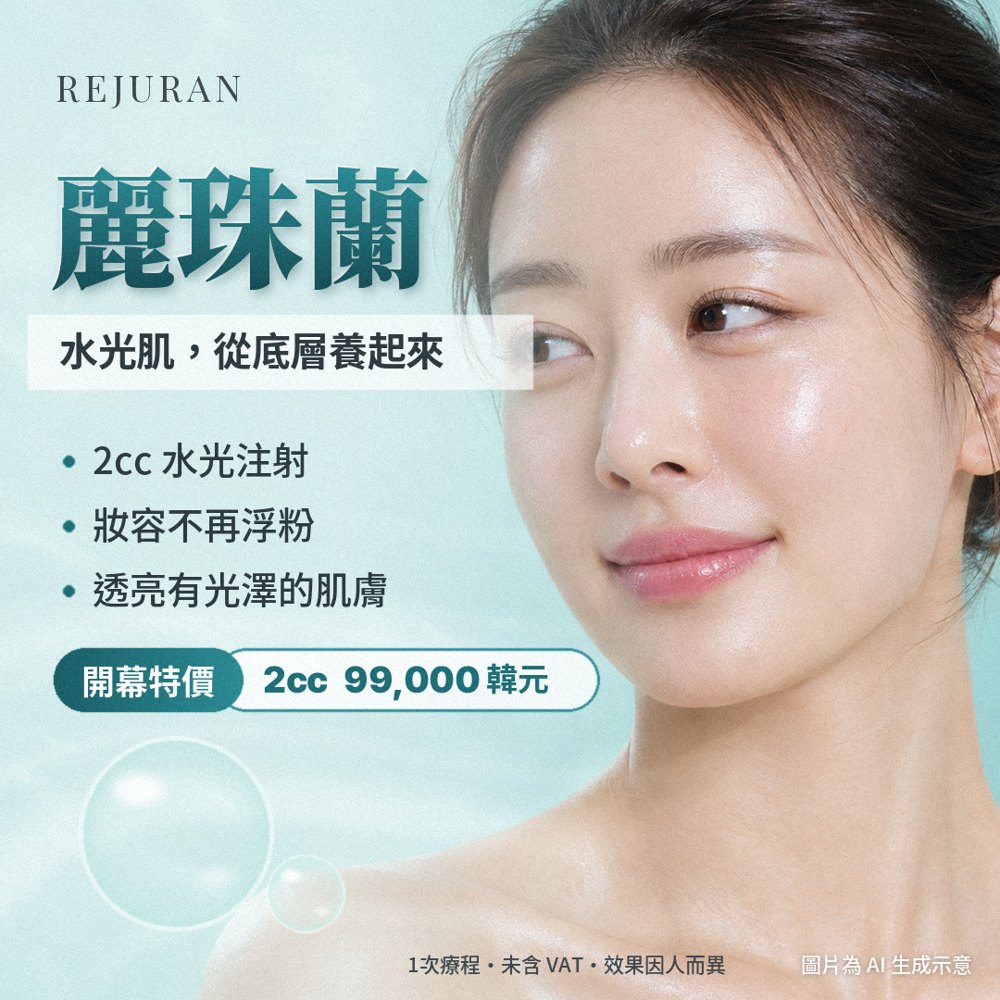 REJURAN
麗珠蘭
水光肌，從底層養起來
• 2cc 水光注射
• 妝容不再浮粉
• 透亮有光澤的肌膚
開幕特價 2cc 99,000 韓元
1次療程・未含 VAT・效果因人而異
圖片為 AI 生成示意